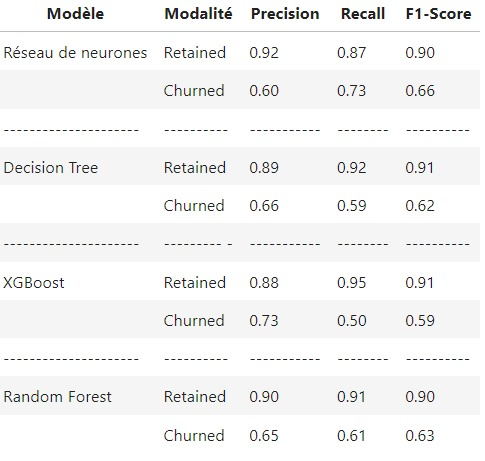 Modèle Modalité Precision Recall F1-Score
Réseau de neurones Retained 0.92 0.87 0.90
Churned 0.60 0.73 0.66
-------------------- ---------- ----------- -------- ----------
Decision Tree Retained 0.89 0.92 0.91
Churned 0.66 0.59 0.62
-------------------- -------- - ----------- -------- ----------
XGBoost Retained 0.88 0.95 0.91
Churned 0.73 0.50 0.59
-------------------- ---------- ----------- -------- ----------
Random Forest Retained 0.90 0.91 0.90
Churned 0.65 0.61 0.63